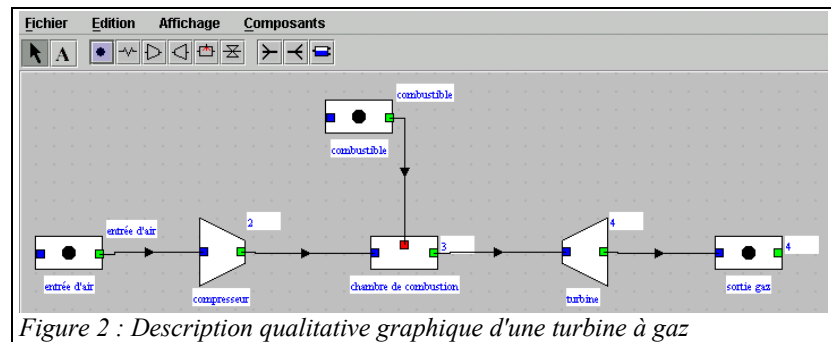 Fichier Edition Affichage Composants
A
combustible
combustible
entrée d'air
2
3
4
4
entrée d'air
compresseur
chambre de combustion
turbine
sortie gaz
Figure 2 : Description qualitative graphique d'une turbine à gaz